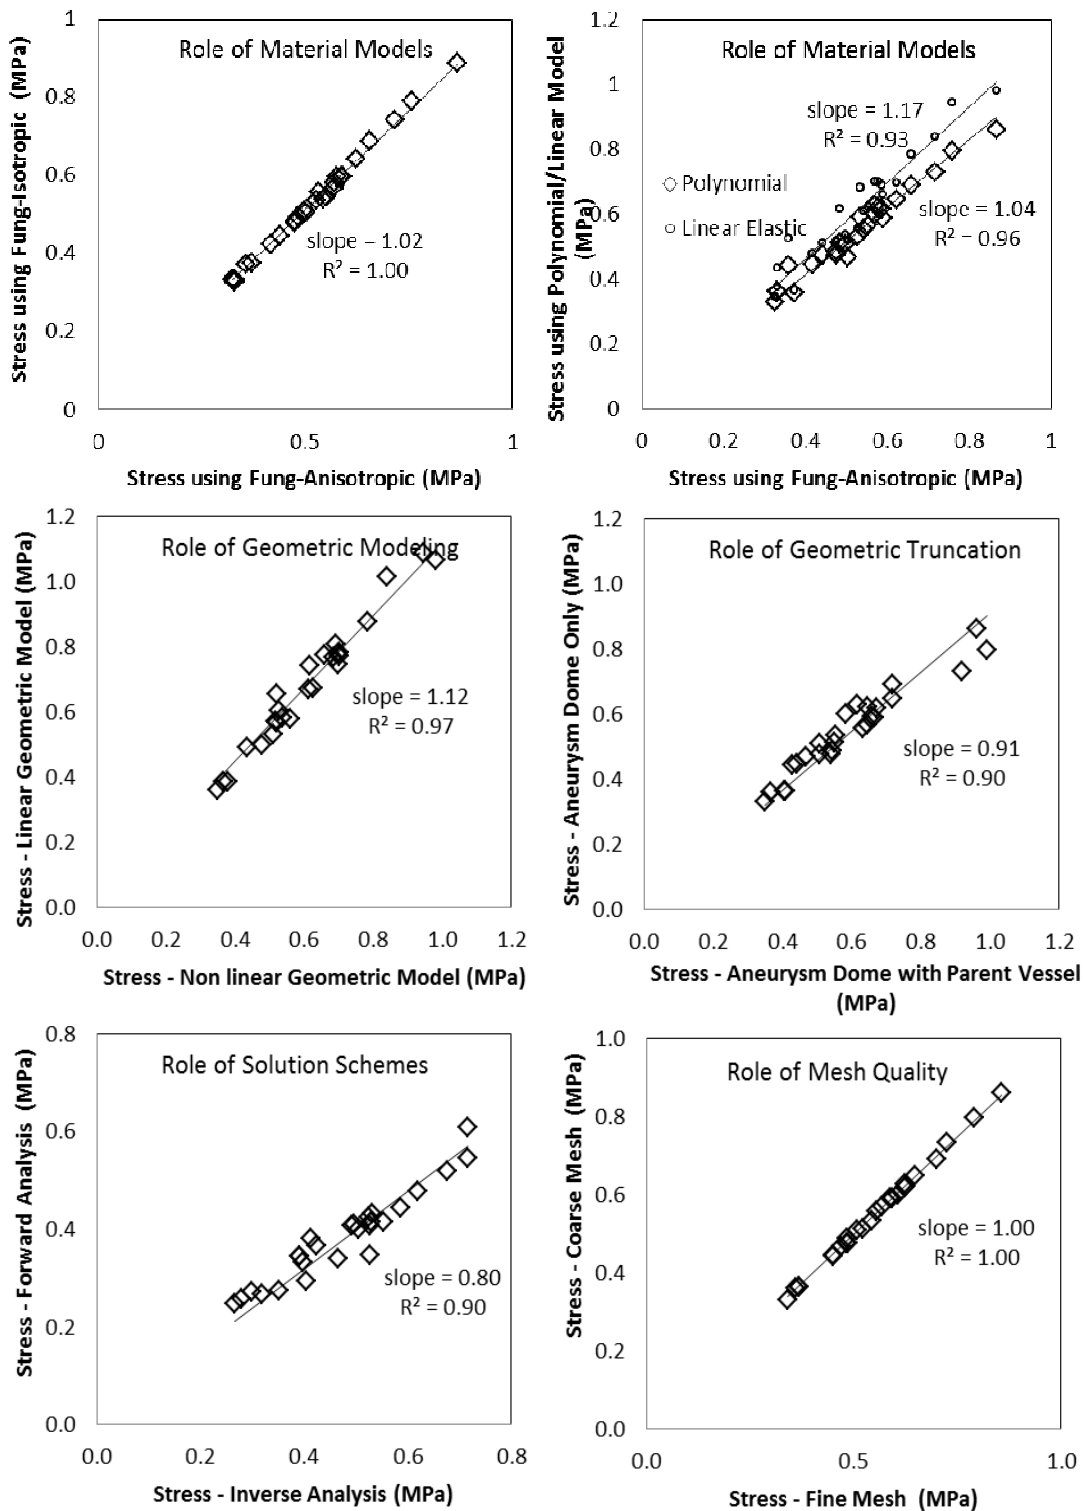 Role of Material Models
Stress using Fung-Isotropic (MPa)
1
0.8
0.6
0.4
0.2
0
slope – 1.02
R² = 1.00
0
0.5
1
Stress using Fung-Anisotropic (MPa)
Role of Material Models
Stress using Polynomial/Linear Model
(MPa)
1.2
1
0.8
0.6
0.4
0.2
0
slope = 1.17
R² = 0.93
Polynomial
Linear Elastic
slope = 1.04
R² = 0.96
0
0.2
0.4
0.6
0.8
1
Stress using Fung-Anisotropic (MPa)
Role of Geometric Modeling
Stress - Linear Geometric Model (MPa)
1.2
1.0
0.8
0.6
0.4
0.2
0.0
slope = 1.12
R² = 0.97
0.0
0.2
0.4
0.6
0.8
1.0
1.2
Stress - Non linear Geometric Model (MPa)
Role of Geometric Truncation
Stress - Aneurysm Dome Only (MPa)
1.2
1.0
0.8
0.6
0.4
0.2
0.0
slope = 0.91
R² = 0.90
0.0
0.2
0.4
0.6
0.8
1.0
1.2
Stress - Aneurysm Dome with Parent Vessel
(MPa)
Role of Solution Schemes
Stress - Forward Analysis (MPa)
0.8
0.6
0.4
0.2
0.0
slope = 0.80
R² = 0.90
0.0
0.2
0.4
0.6
0.8
Stress - Inverse Analysis (MPa)
Role of Mesh Quality
Stress - Coarse Mesh (MPa)
1.0
0.8
0.6
0.4
0.2
0.0
slope = 1.00
R² = 1.00
0.0
0.5
1.0
Stress - Fine Mesh (MPa)